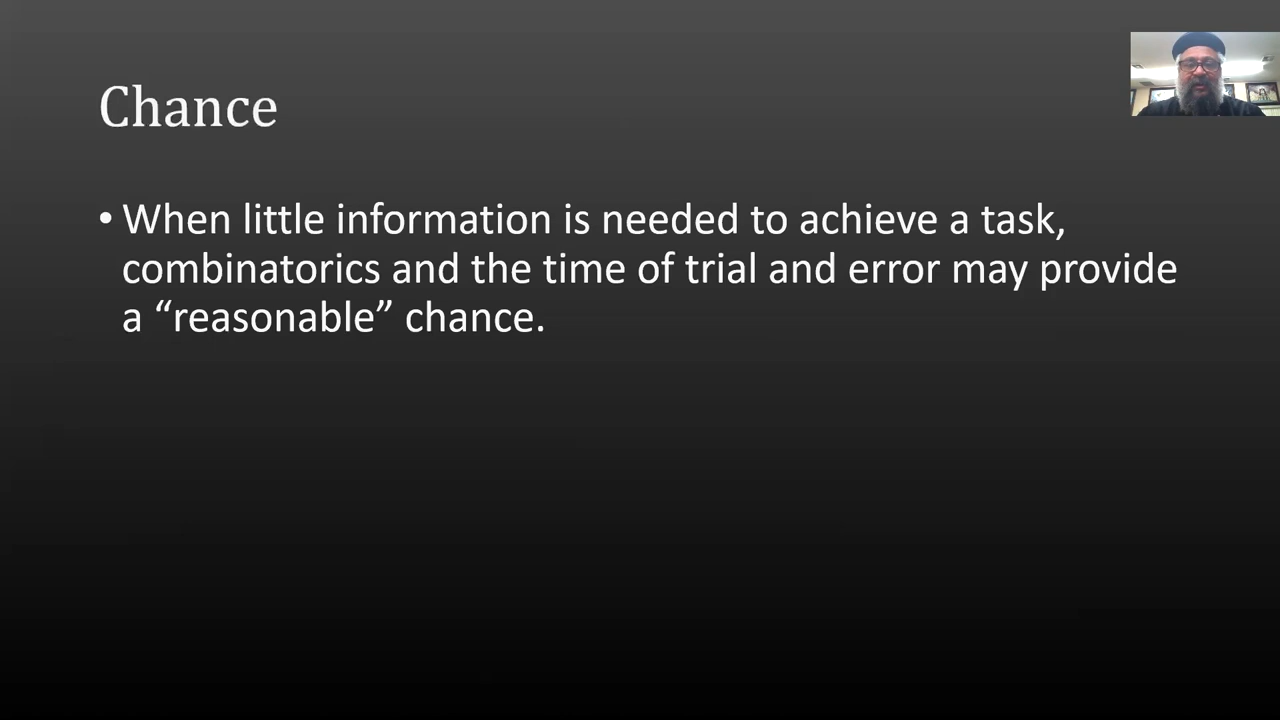 Chance
• When little information is needed to achieve a task,
combinatorics and the time of trial and error may provide
a “reasonable” chance.